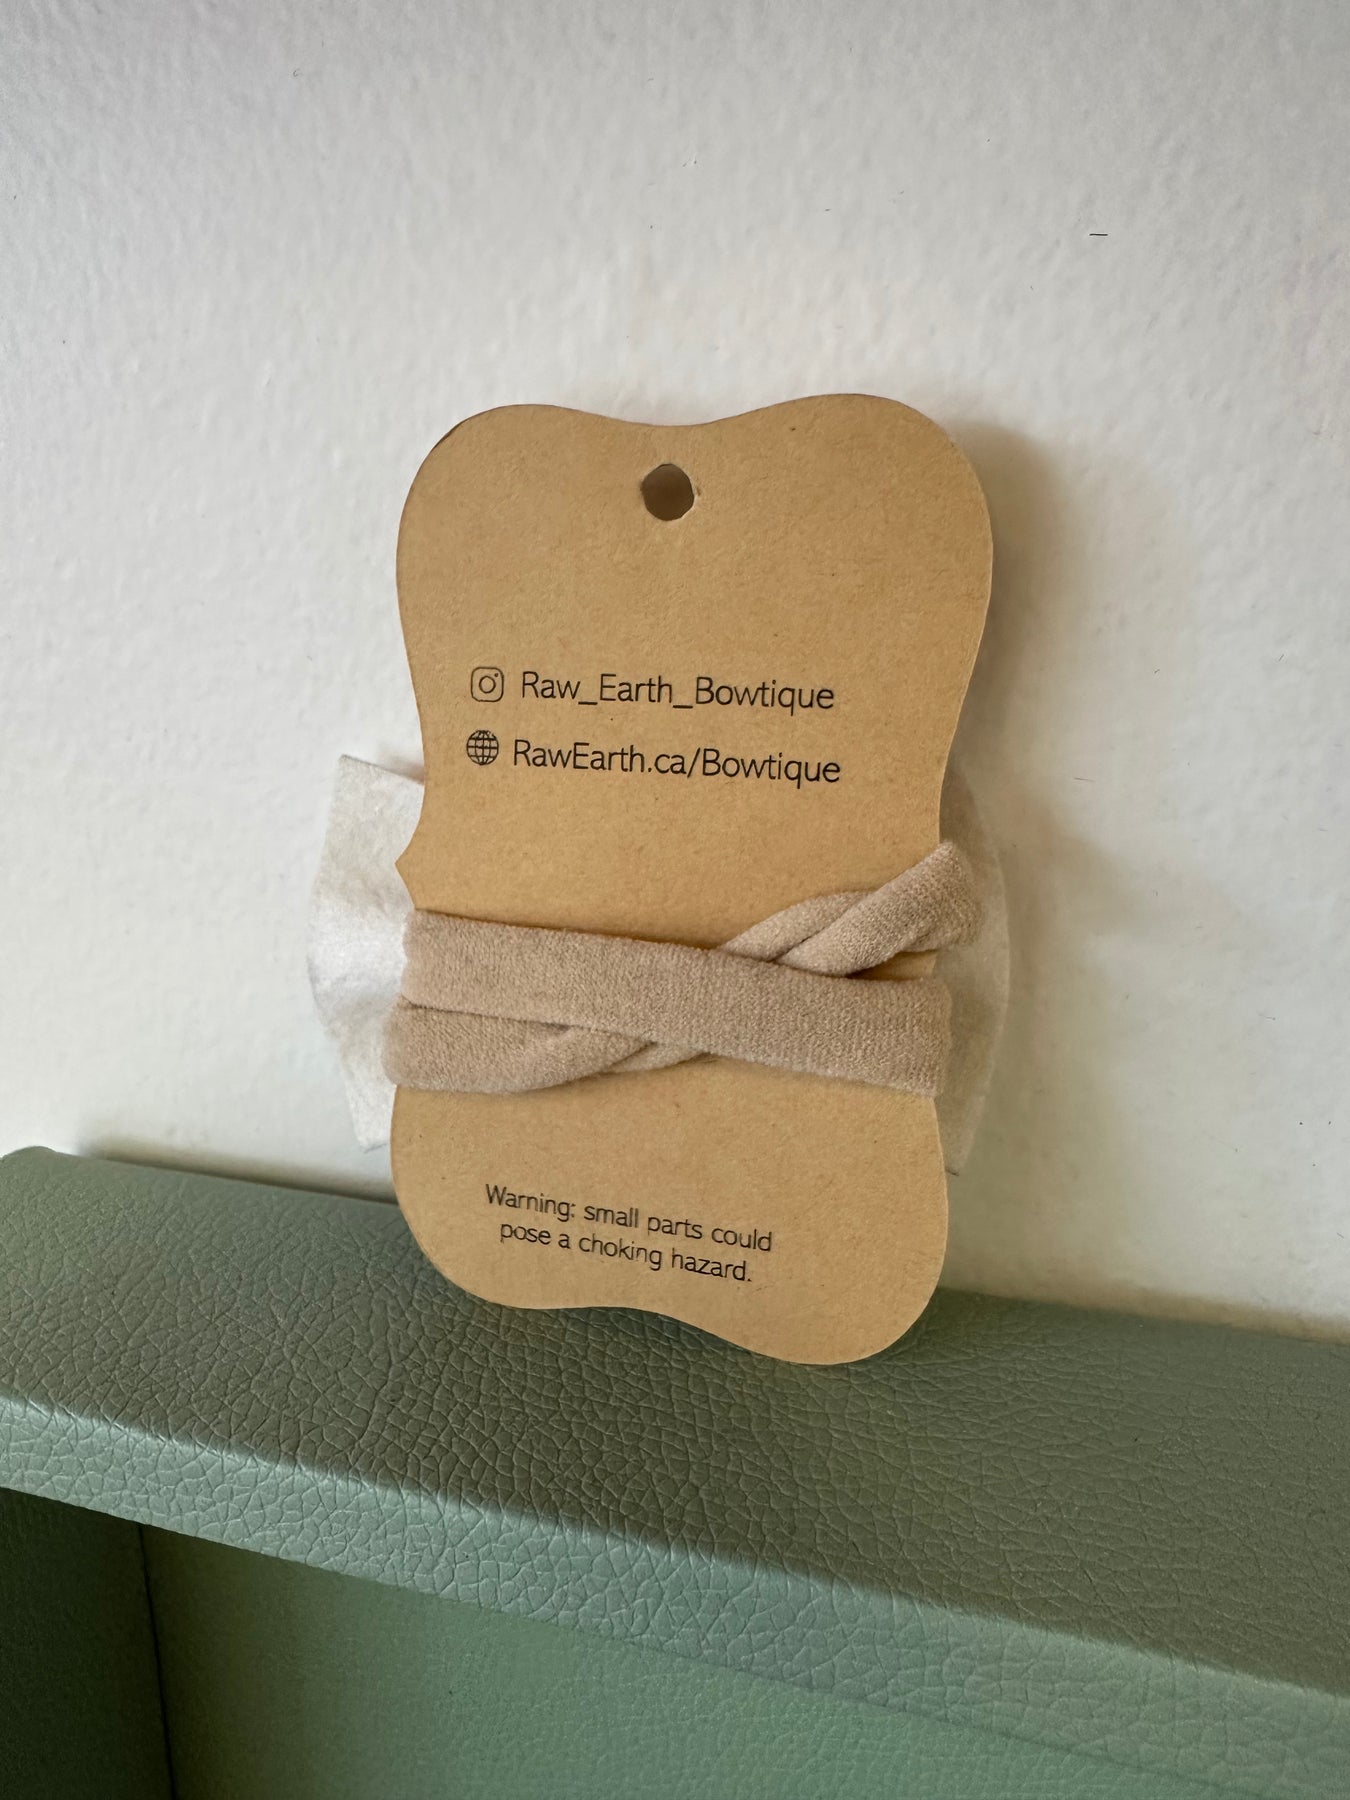 Raw_Earth_Bowtique
RawEarth.ca/Bowtique
Warning: small parts could
pose a choking hazard.